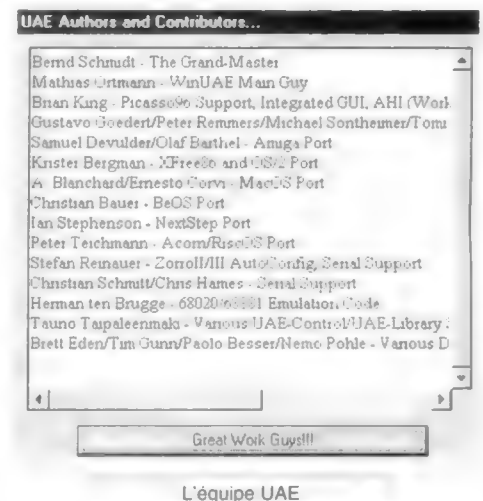 UAE Authors and Contributors...
Bernd Schmidt - The Grand-Master
Mathias Ortmann - WinUAE Main Guy
Brian King - Picasso96 Support, Integrated GUI, AHI (Work
Gustavo Goedert/Peter Remmers/Michael Sontheimer/Tomi
Samuel Devulder/Olaf Barthel - Amiga Port
Krister Bergman - XFree86 and OS/2 Port
A. Blanchard/Ernesto Corvi - MacOS Port
Christian Bauer - BeOS Port
Ian Stephenson - NextStep Port
Peter Teichmann - Acorn/RiscOS Port
Stefan Reinauer - ZorroII/III AutoConfig, Serial Support
Christian Schmitt/Chris Hames - Serial Support
Herman ten Brugge - 68020/68881 Emulation Code
Tauno Taipaleenmaki - Various UAE-Control/UAE-Library
Brett Eden/Tim Gunn/Paolo Besser/Nemo Pohle - Various D
Great Work Guys!!!
L'équipe UAE